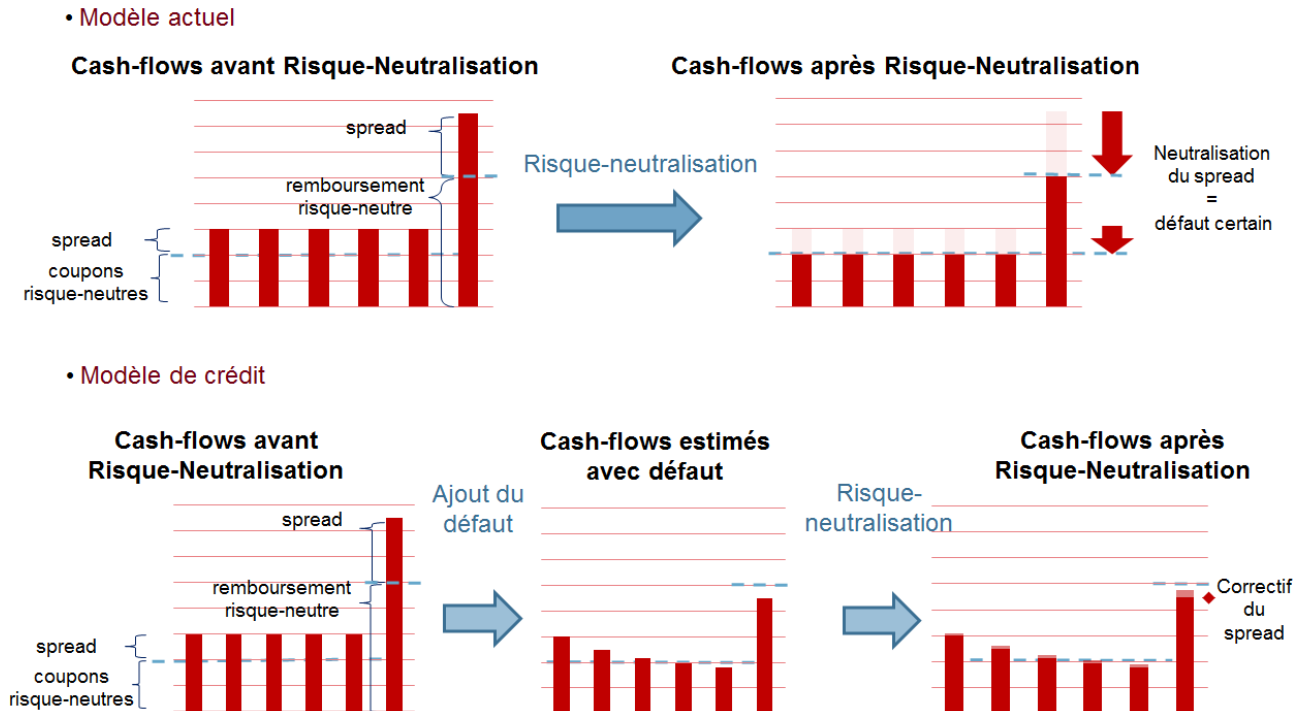 • Modèle actuel
Cash-flows avant Risque-Neutralisation
Cash-flows après Risque-Neutralisation
spread
remboursement
risque-neutre
spread
coupons
risque-neutres
Risque-neutralisation
Neutralisation
du spread
=
défaut certain
• Modèle de crédit
Cash-flows avant
Risque-Neutralisation
Cash-flows estimés
avec défaut
Cash-flows après
Risque-Neutralisation
spread
remboursement
risque-neutre
spread
coupons
risque-neutres
Ajout du
défaut
Risque-
neutralisation
Correctif
du
spread